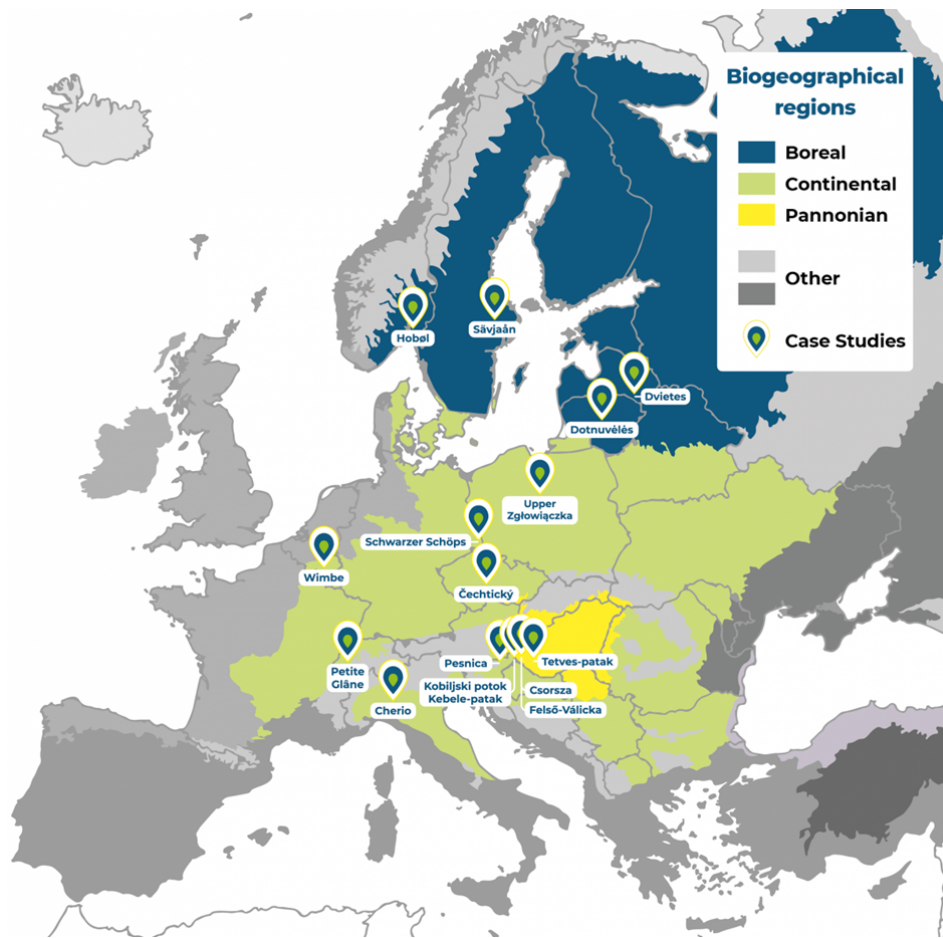 Biogeographical
regions
Boreal
Continental
Pannonian
Other
Case Studies
Hobøl
Sävjaån
Dvietes
Dotnuvėlės
Upper
Zgłowiączka
Schwarzer Schöps
Wimbe
Čechtický
Petite
Glâne
Cherio
Pesnica
Tetves-patak
Kobiljski potok
Kebele-patak
Csorsza
Felső-Válicka